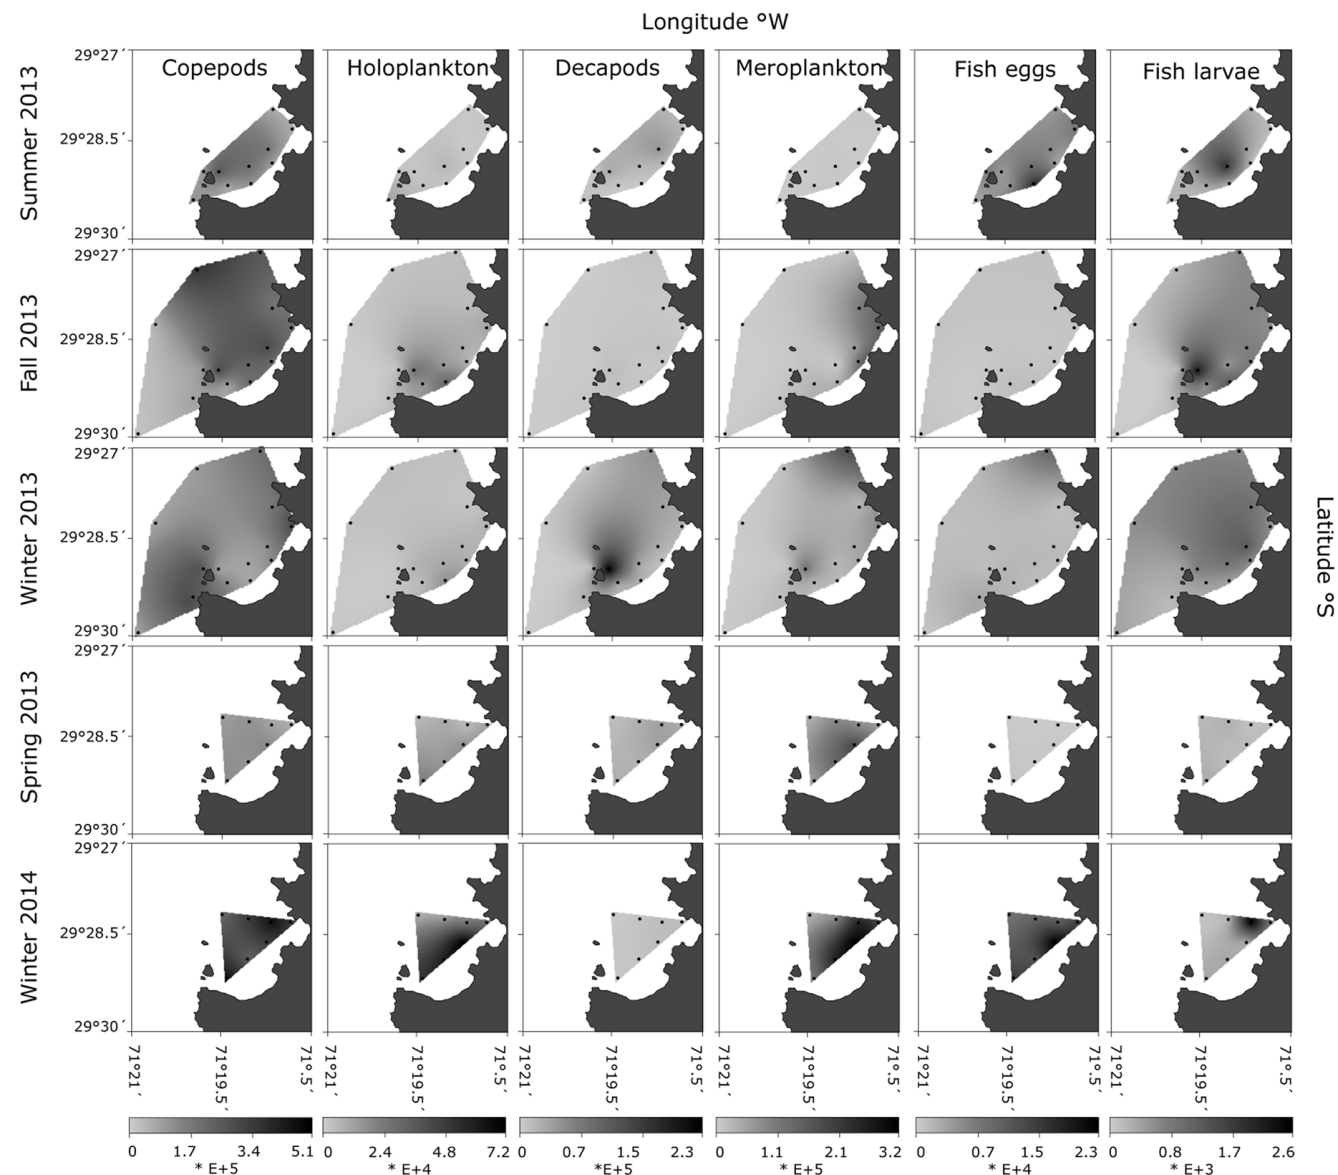 Longitude °W
Copepods Holoplankton Decapods Meroplankton Fish eggs Fish larvae
Summer 2013
29°27´
29°28.5´
29°30´
Fall 2013
29°27´
29°28.5´
29°30´
Winter 2013
29°27´
29°28.5´
29°30´
Latitude °S
Spring 2013
29°27´
29°28.5´
29°30´
Winter 2014
29°27´
29°28.5´
29°30´
71°21´ 71°19.5´ 71°.5´ 71°21´ 71°19.5´ 71°.5´ 71°21´ 71°19.5´ 71°.5´ 71°21´ 71°19.5´ 71°.5´ 71°21´ 71°19.5´ 71°.5´ 71°21´ 71°19.5´ 71°.5´
0 1.7 3.4 5.1 0 2.4 4.8 7.2 0 0.7 1.5 2.3 0 1.1 2.1 3.2 0 0.7 1.5 2.3 0 0.8 1.7 2.6
* E+5 * E+4 *E+5 * E+5 * E+4 * E+3